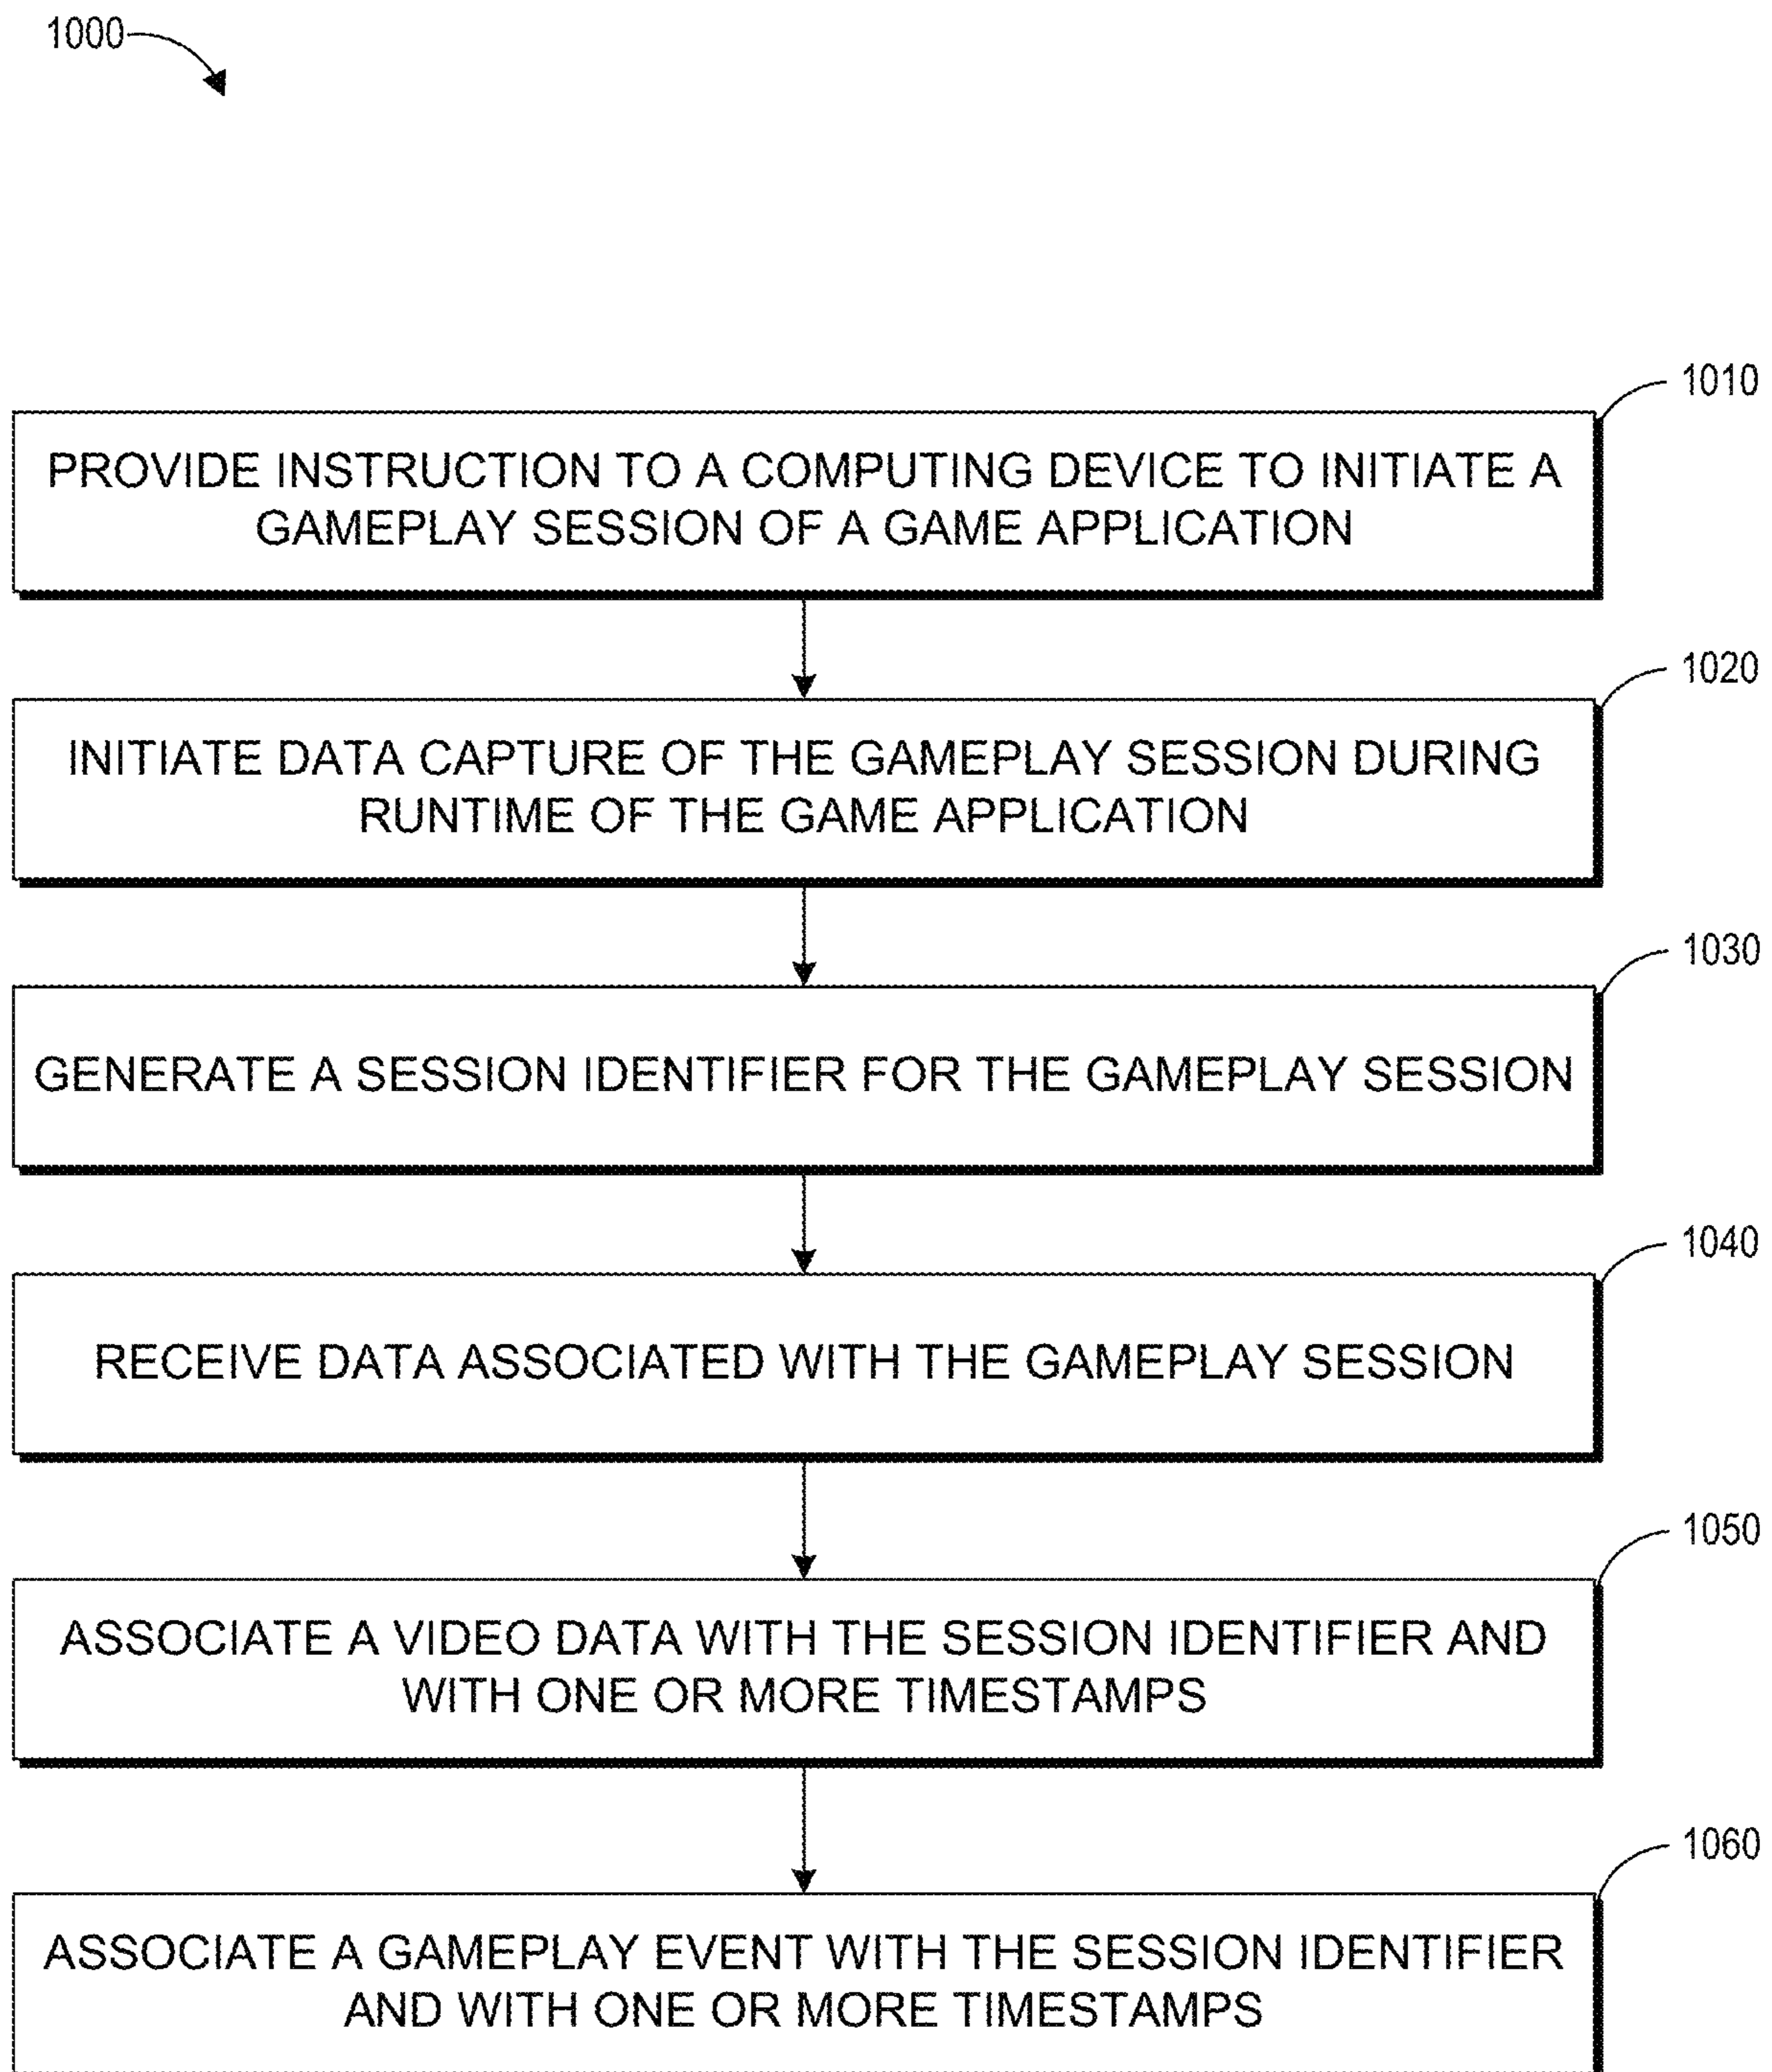 1000
1010
PROVIDE INSTRUCTION TO A COMPUTING DEVICE TO INITIATE A
GAMEPLAY SESSION OF A GAME APPLICATION
1020
INITIATE DATA CAPTURE OF THE GAMEPLAY SESSION DURING
RUNTIME OF THE GAME APPLICATION
1030
GENERATE A SESSION IDENTIFIER FOR THE GAMEPLAY SESSION
1040
RECEIVE DATA ASSOCIATED WITH THE GAMEPLAY SESSION
1050
ASSOCIATE A VIDEO DATA WITH THE SESSION IDENTIFIER AND
WITH ONE OR MORE TIMESTAMPS
1060
ASSOCIATE A GAMEPLAY EVENT WITH THE SESSION IDENTIFIER
AND WITH ONE OR MORE TIMESTAMPS